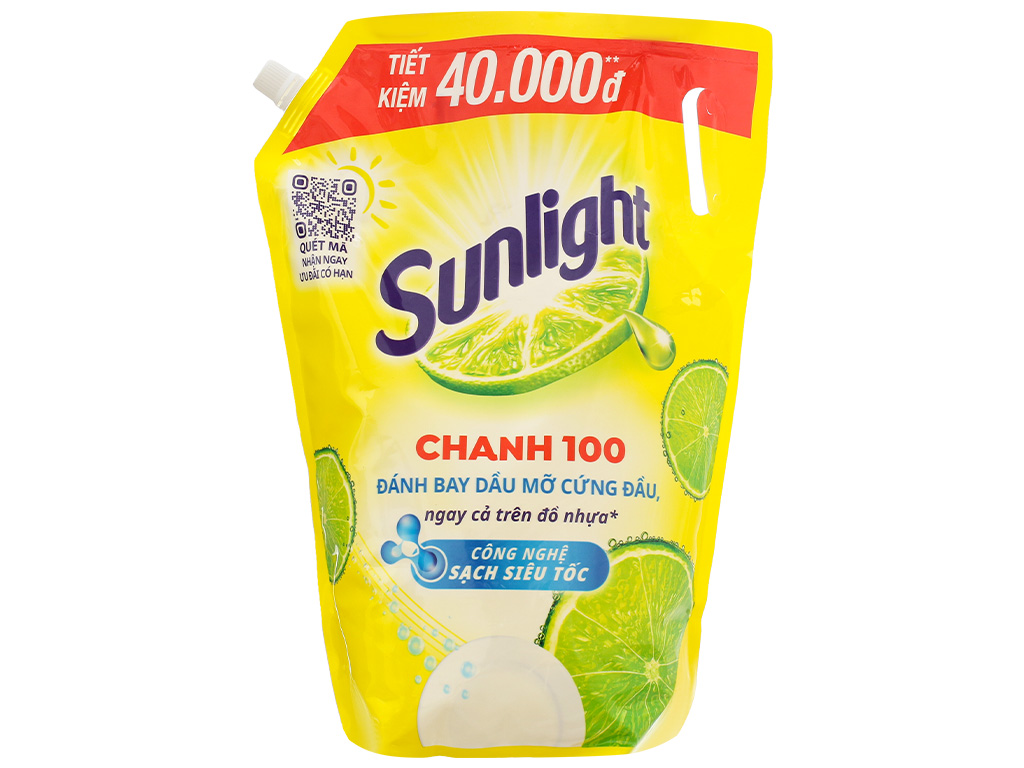 TIẾT
KIỆM
40.000đ**
QUÉT MÃ
NHẬN NGAY
ƯU ĐÃI CÓ HẠN
Sunlight
CHANH 100
ĐÁNH BAY DẦU MỠ CỨNG ĐẦU,
ngay cả trên đồ nhựa*
CÔNG NGHỆ
SẠCH SIÊU TỐC